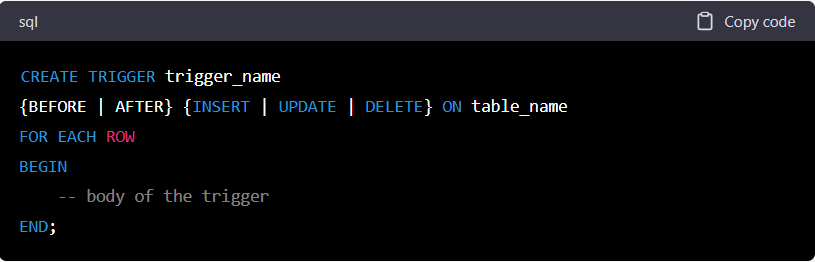 sql
Copy code
CREATE TRIGGER trigger_name
{BEFORE | AFTER} {INSERT | UPDATE | DELETE} ON table_name
FOR EACH ROW
BEGIN
    -- body of the trigger
END;